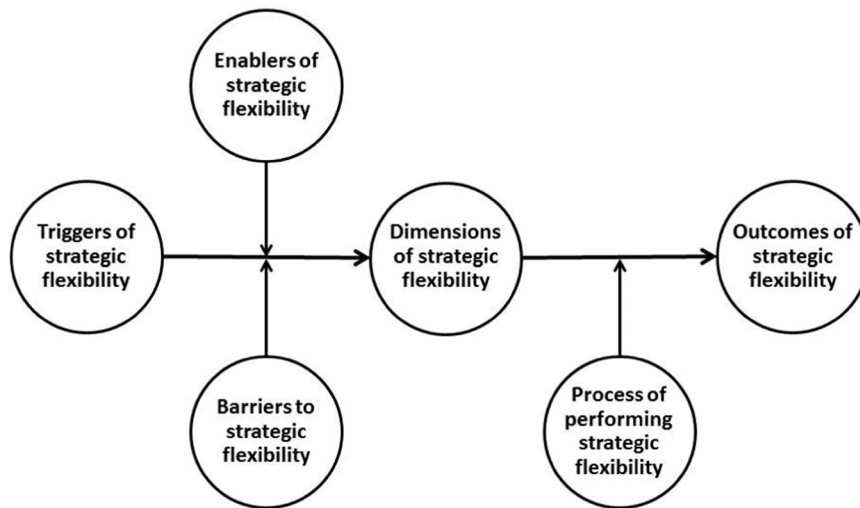 Enablers of
strategic
flexibility
Triggers of
strategic
flexibility
Dimensions
of strategic
flexibility
Outcomes of
strategic
flexibility
Barriers to
strategic
flexibility
Process of
performing
strategic
flexibility